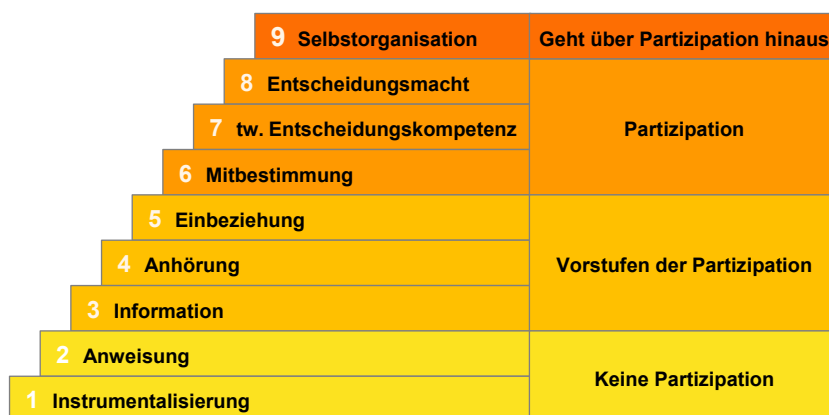 9 Selbstorganisation Geht über Partizipation hinaus
8 Entscheidungsmacht
7 tw. Entscheidungskompetenz Partizipation
6 Mitbestimmung
5 Einbeziehung
4 Anhörung Vorstufen der Partizipation
3 Information
2 Anweisung
Keine Partizipation
1 Instrumentalisierung